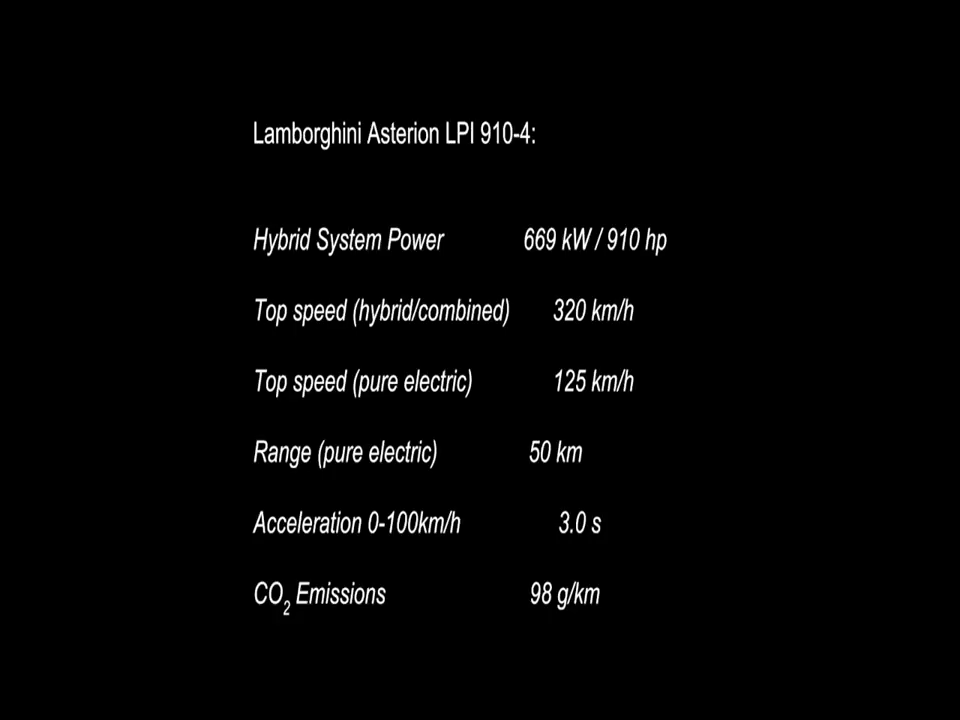 Lamborghini Asterion LPI 910-4:
Hybrid System Power 669 kW / 910 hp
Top speed (hybrid/combined) 320 km/h
Top speed (pure electric) 125 km/h
Range (pure electric) 50 km
Acceleration 0-100km/h 3.0 s
CO₂ Emissions 98 g/km